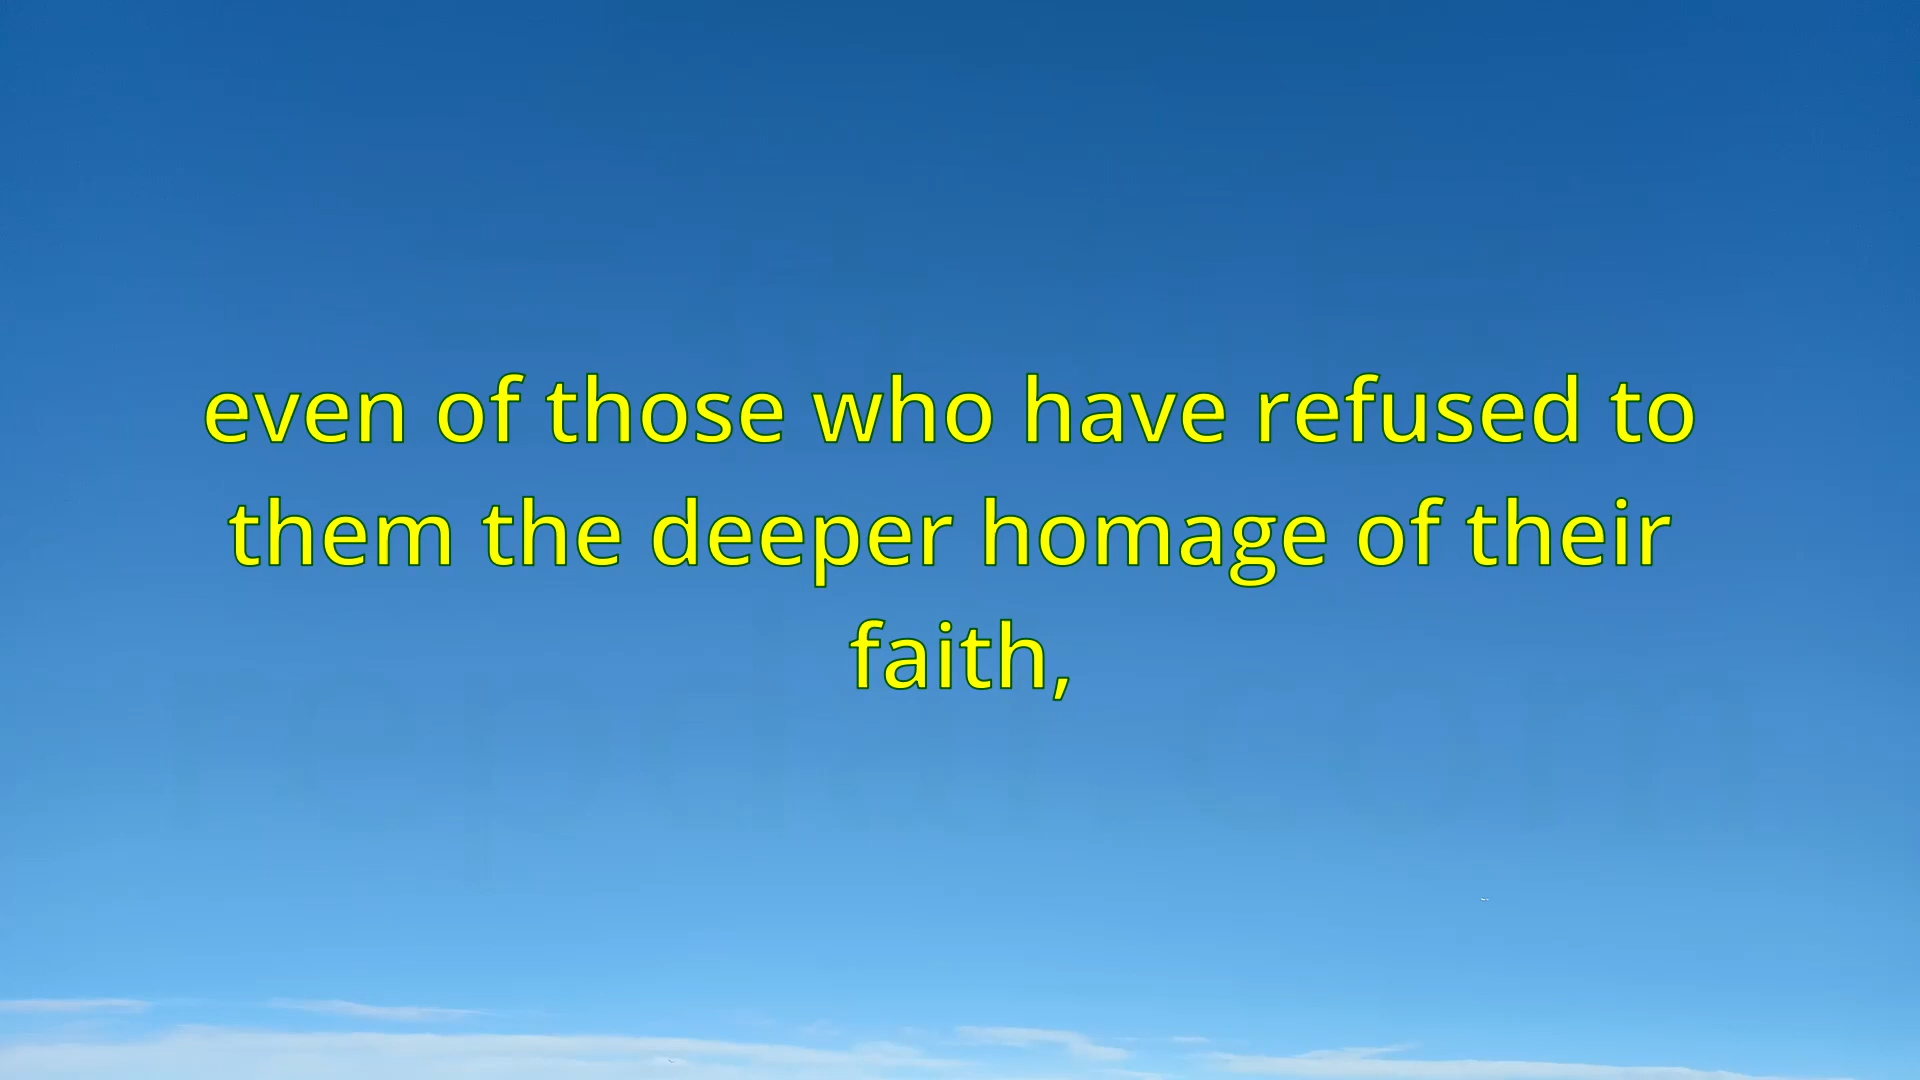 even of those who have refused to
them the deeper homage of their
faith,